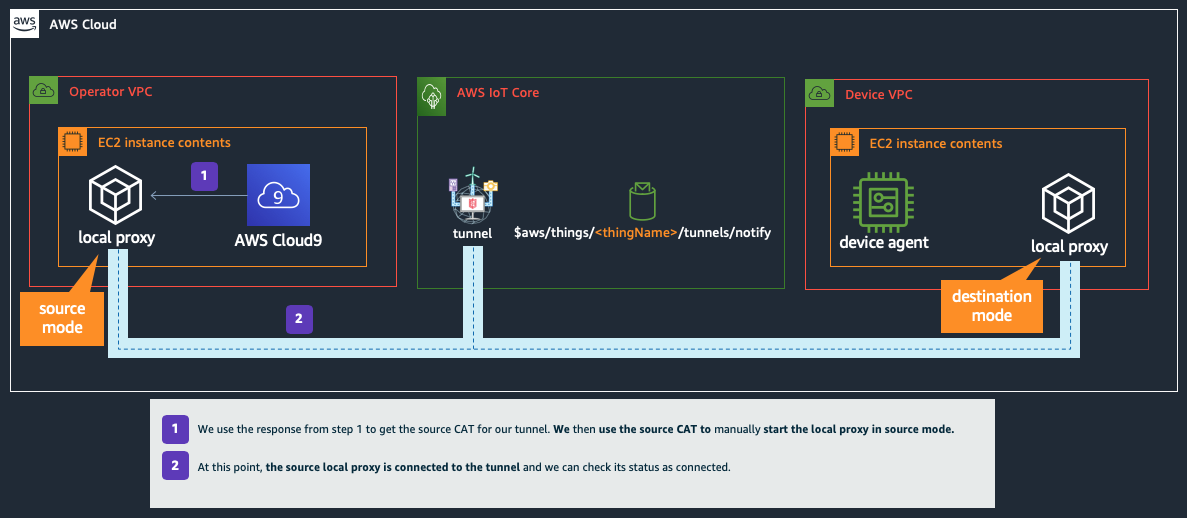 aws
AWS Cloud
Operator VPC
AWS IoT Core
Device VPC
EC2 instance contents
EC2 instance contents
1
9
local proxy
AWS Cloud9
tunnel
$aws/things/<thingName>/tunnels/notify
device agent
local proxy
source
mode
2
destination
mode
1 We use the response from step 1 to get the source CAT for our tunnel. We then use the source CAT to manually start the local proxy in source mode.
2 At this point, the source local proxy is connected to the tunnel and we can check its status as connected.